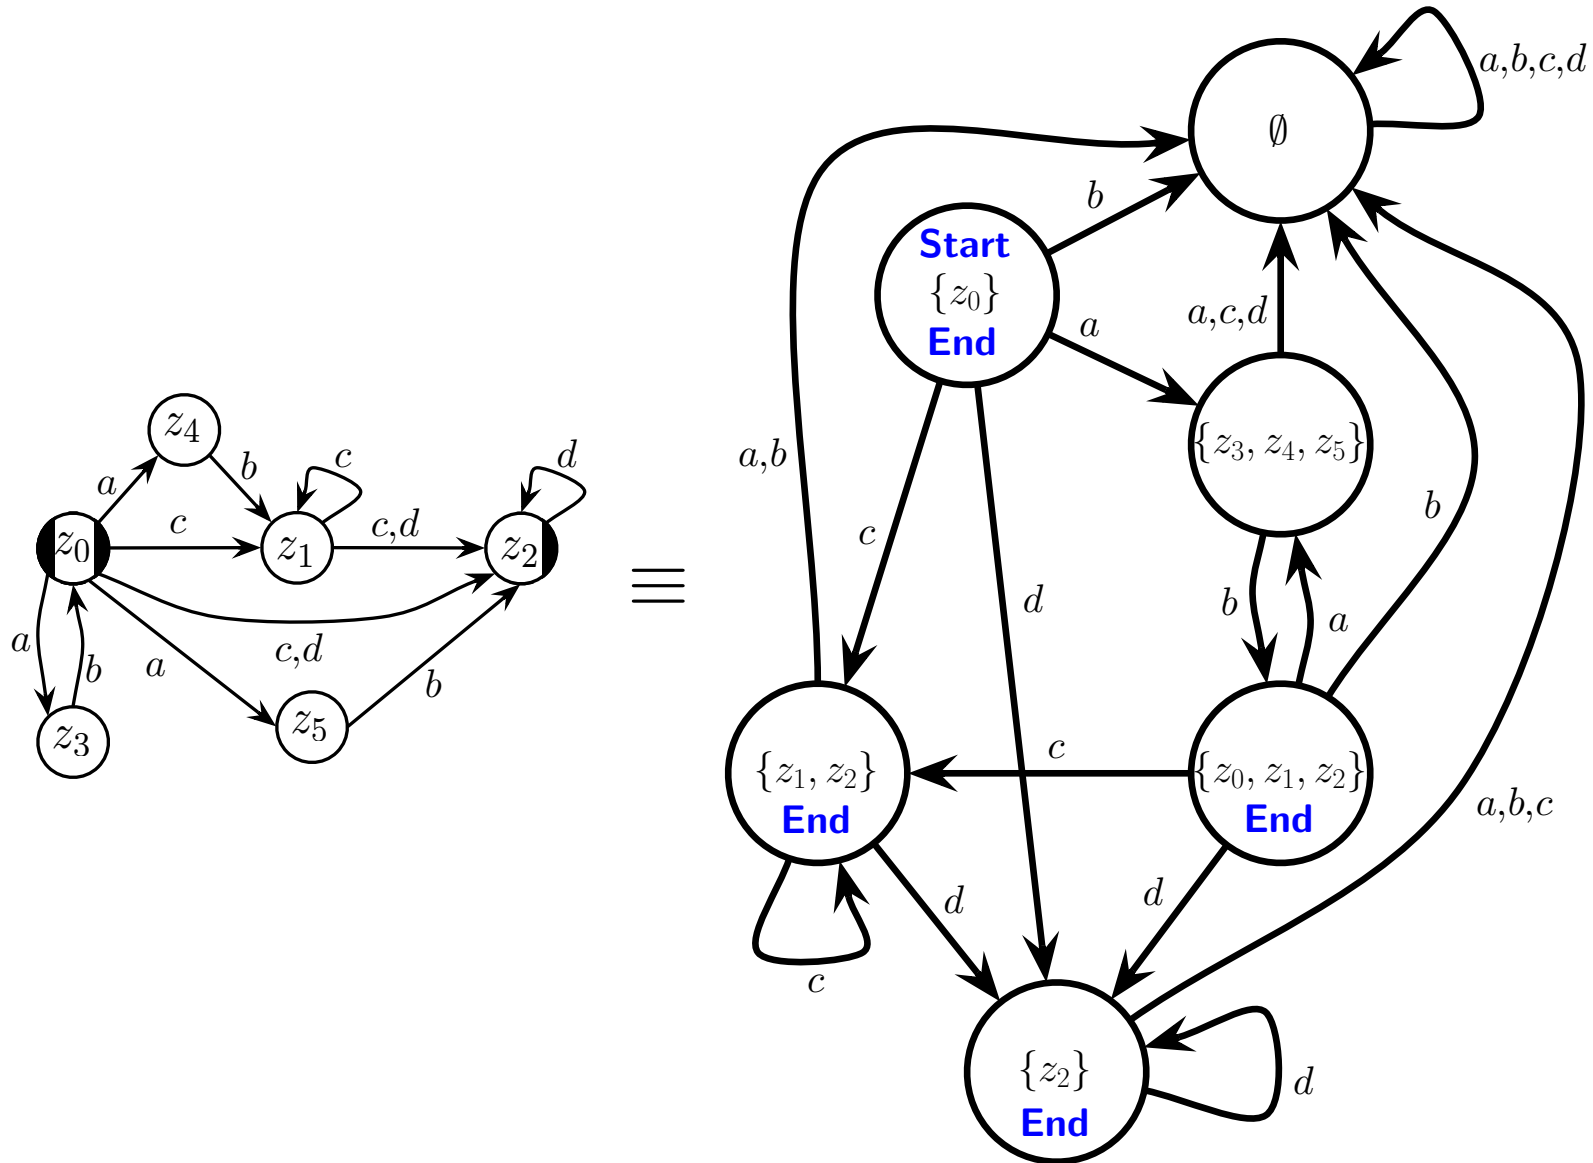 a,b,c,d
∅
b
Start
{z₀}
End
a
a,c,d
{z₃, z₄, z₅}
z₄
a
b
c
d
z₀
c
z₁
c,d
z₂
≡
a
b
a
c,d
b
z₃
z₅
a,b
c
d
b
b
a
{z₁, z₂}
End
c
{z₀, z₁, z₂}
End
a,b,c
c
d
d
{z₂}
End
d